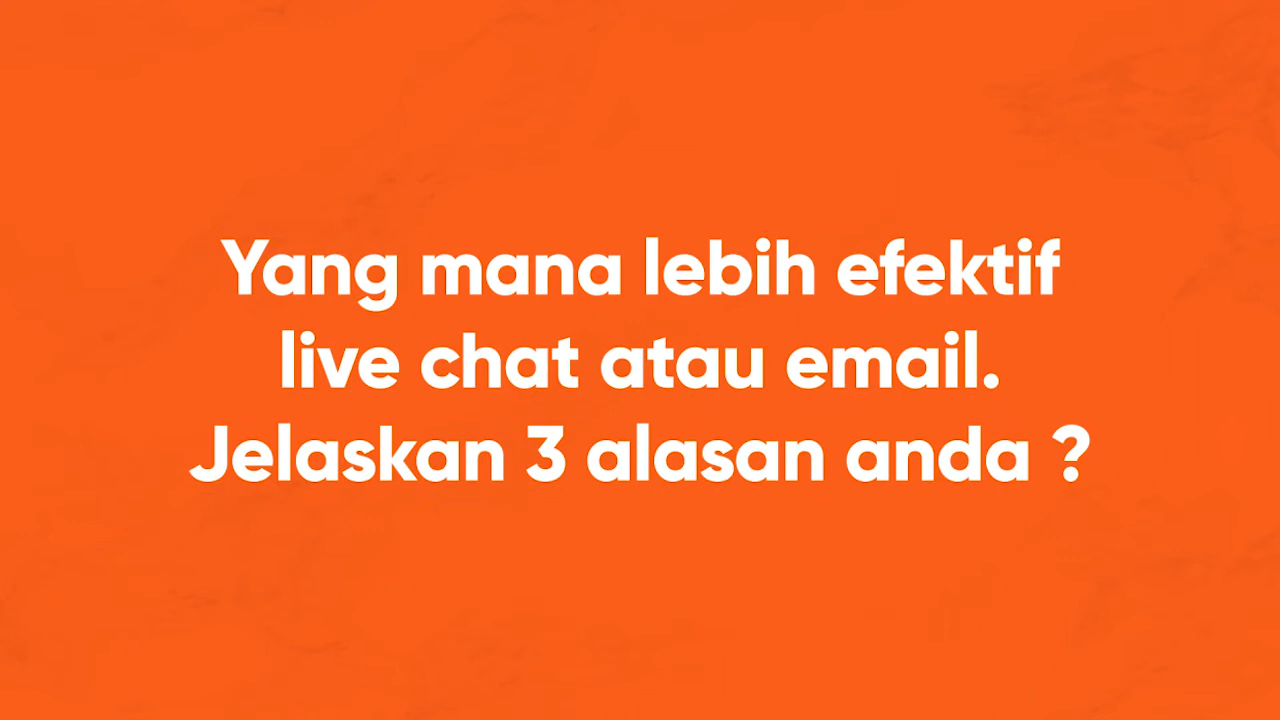 Yang mana lebih efektif
live chat atau email.
Jelaskan 3 alasan anda ?